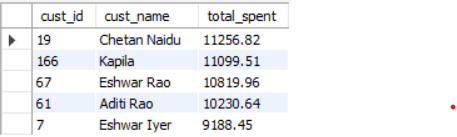 cust_id cust_name total_spent
19 Chetan Naidu 11256.82
166 Kapila 11099.51
67 Eshwar Rao 10819.96
61 Aditi Rao 10230.64
7 Eshwar Iyer 9188.45